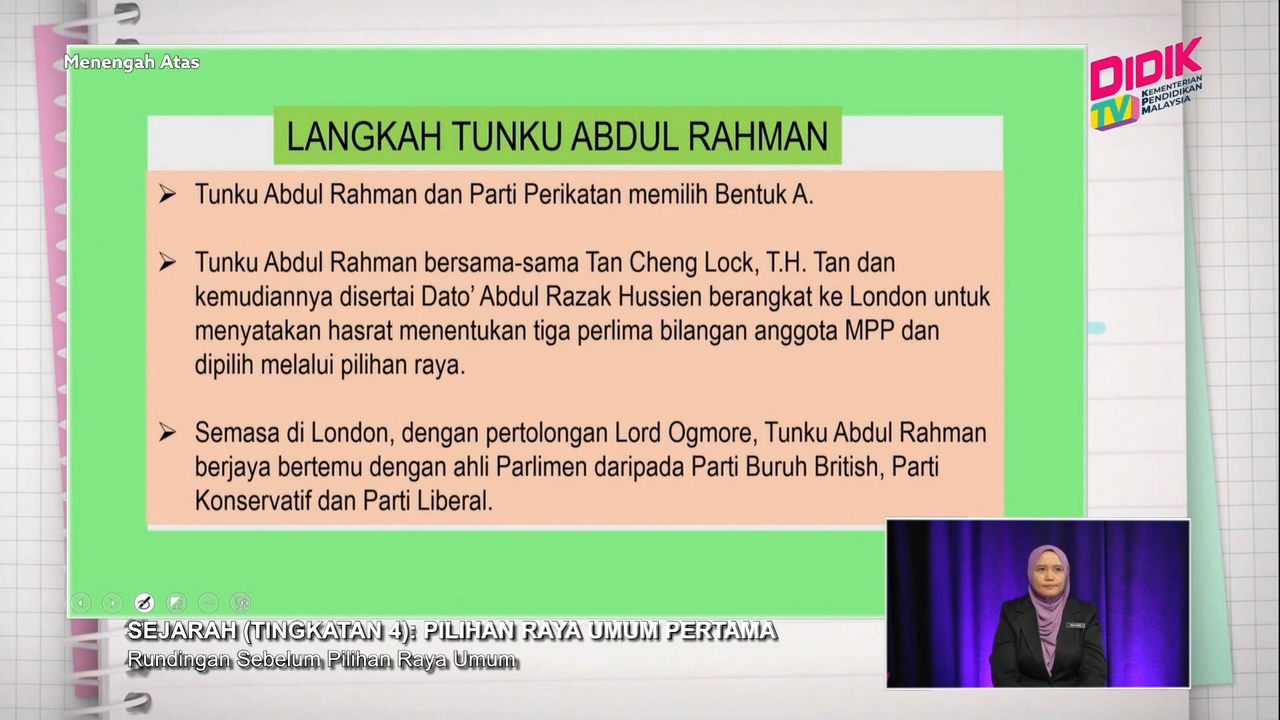 Menengah Atas
DIDIK
TV
KEMENTERIAN
PENDIDIKAN
MALAYSIA
LANGKAH TUNKU ABDUL RAHMAN
➢ Tunku Abdul Rahman dan Parti Perikatan memilih Bentuk A.
➢ Tunku Abdul Rahman bersama-sama Tan Cheng Lock, T.H. Tan dan
kemudiannya disertai Dato’ Abdul Razak Hussien berangkat ke London untuk
menyatakan hasrat menentukan tiga perlima bilangan anggota MPP dan
dipilih melalui pilihan raya.
➢ Semasa di London, dengan pertolongan Lord Ogmore, Tunku Abdul Rahman
berjaya bertemu dengan ahli Parlimen daripada Parti Buruh British, Parti
Konservatif dan Parti Liberal.
SEJARAH (TINGKATAN 4): PILIHAN RAYA UMUM PERTAMA
Rundingan Sebelum Pilihan Raya Umum